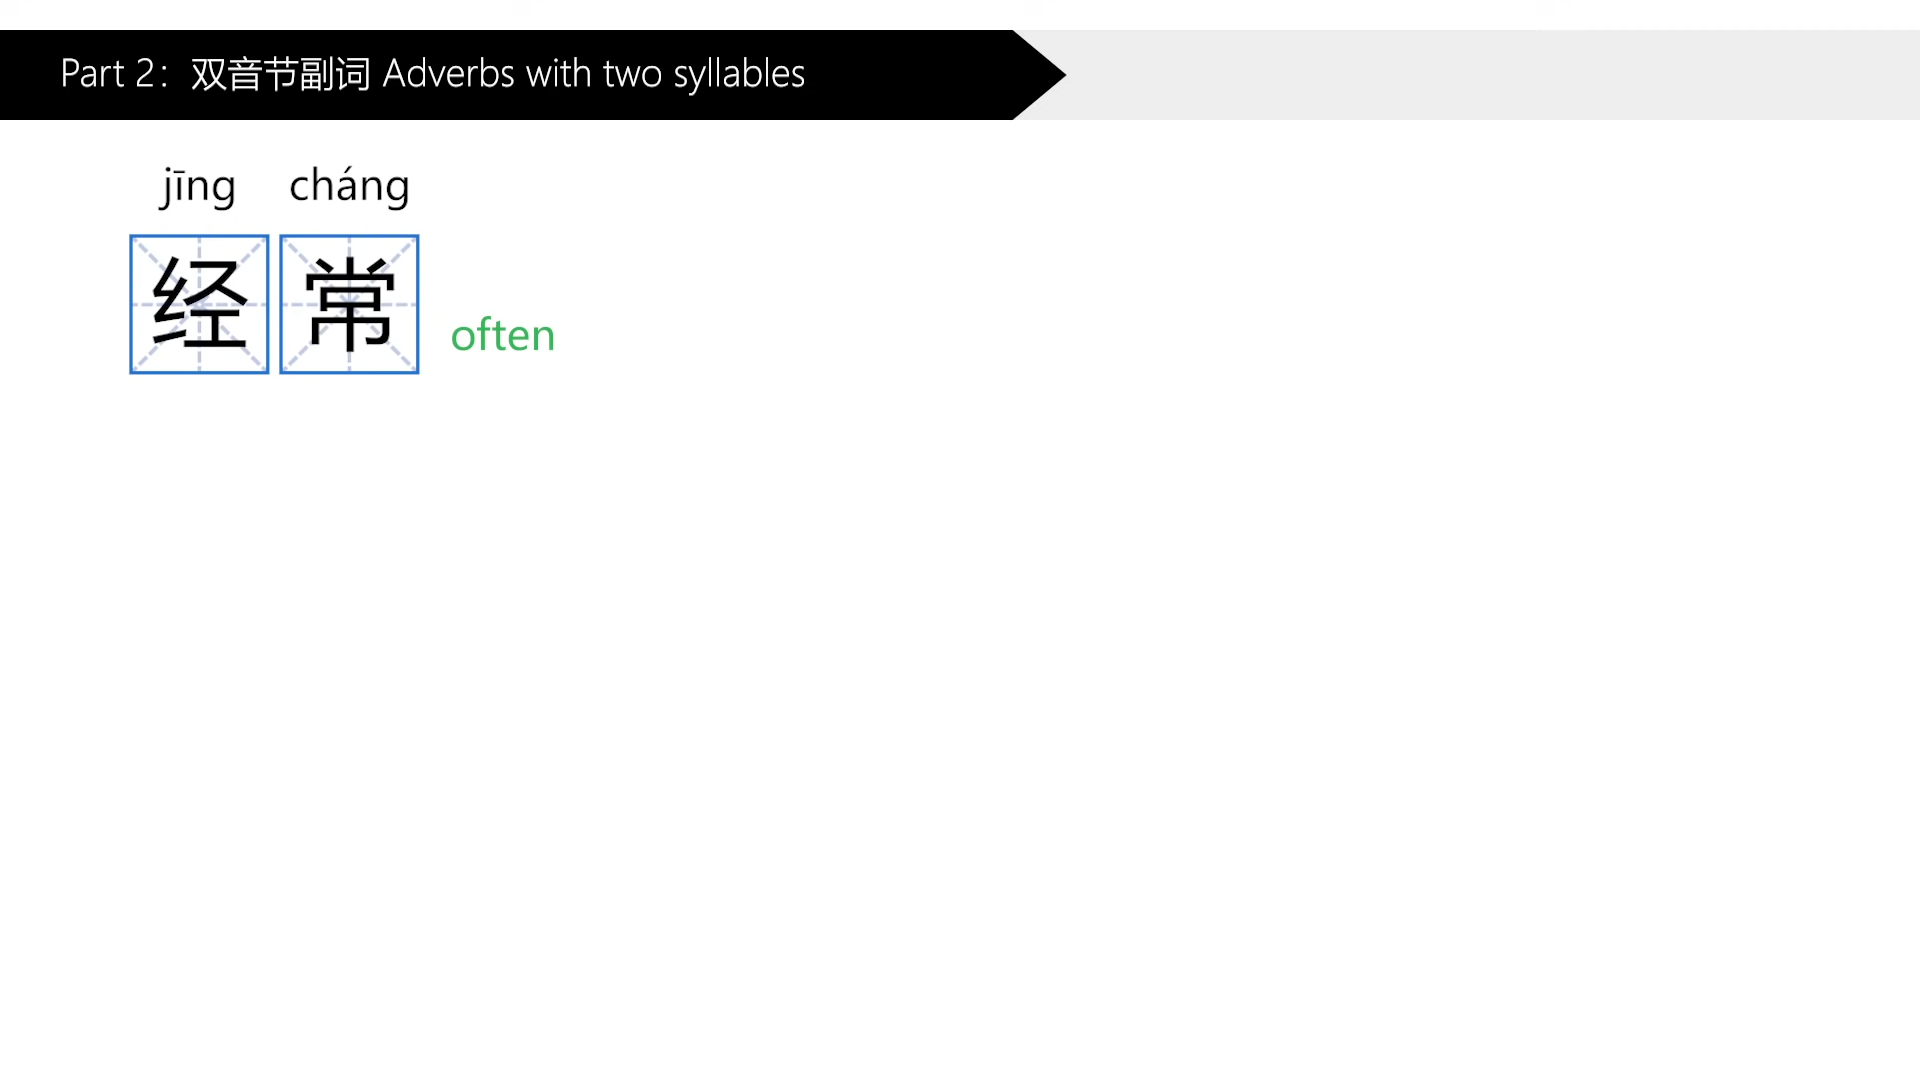 Part 2：双音节副词 Adverbs with two syllables
jīng cháng
经常 often